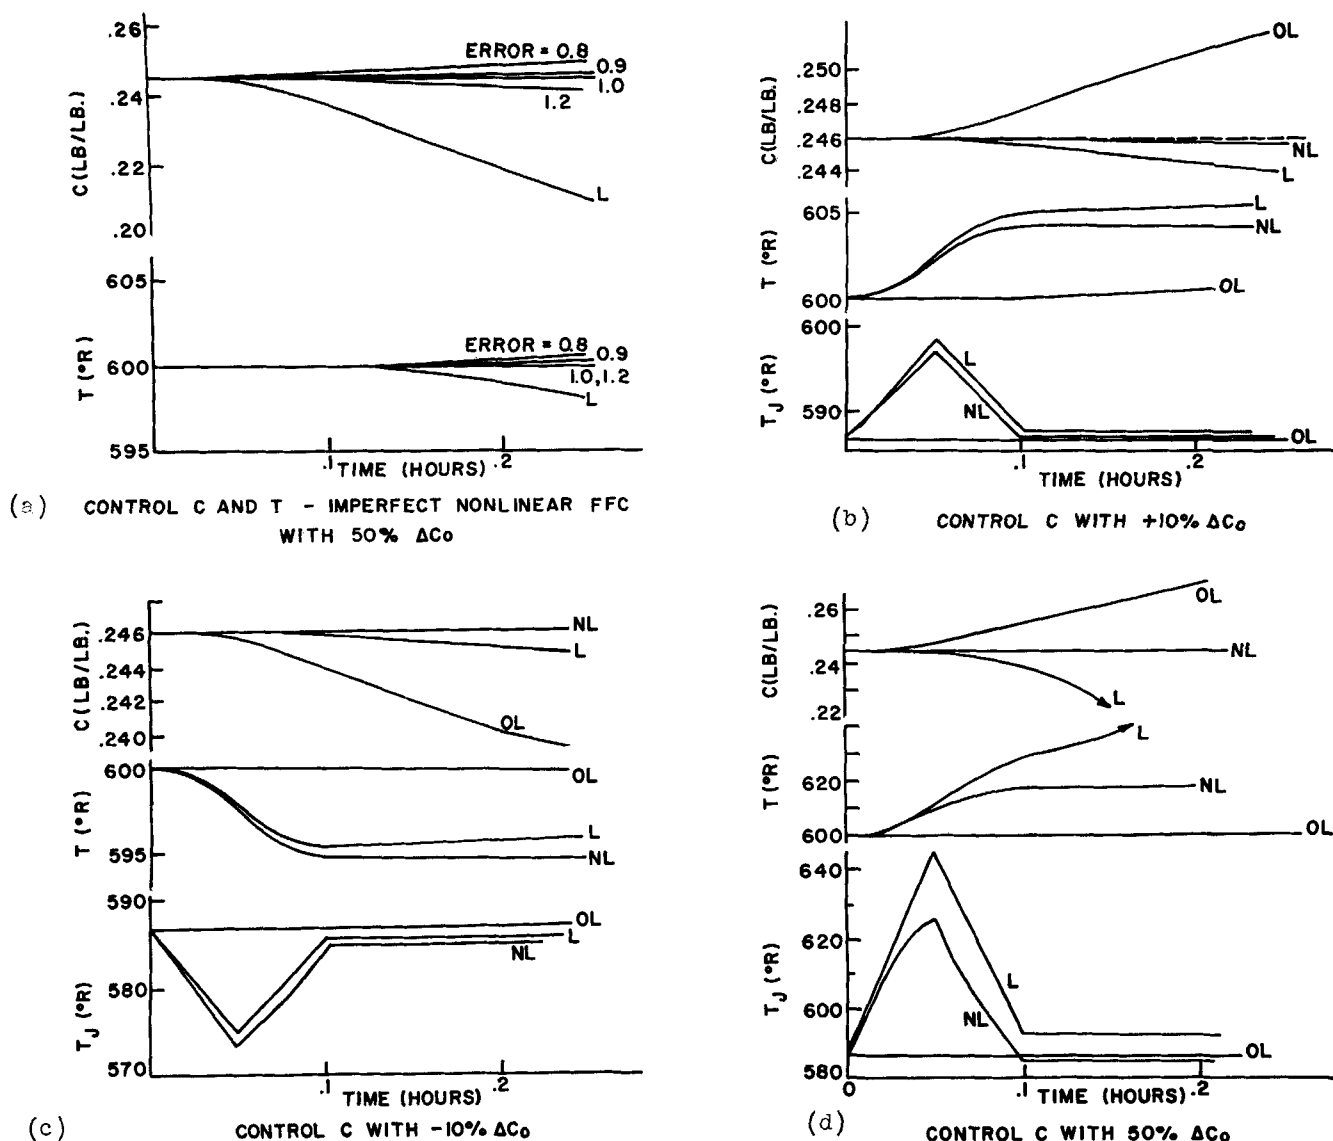 .26
.24
.22
.20
C(LB/LB.)
ERROR = 0.8
0.9
1.0
1.2
L
605
600
595
T (°R)
ERROR = 0.8
0.9
1.0,1.2
L
.1
.2
TIME (HOURS)
(a) CONTROL C AND T - IMPERFECT NONLINEAR FFC
WITH 50% ΔCo
.250
.248
.246
.244
C(LB/LB.)
OL
NL
L
605
600
T (°R)
L
NL
OL
600
590
TJ (°R)
L
NL
OL
.1
.2
TIME (HOURS)
(b) CONTROL C WITH +10% ΔCo
.246
.244
.242
.240
C(LB/LB.)
NL
L
OL
600
595
T (°R)
OL
L
NL
590
580
570
TJ (°R)
OL
L
NL
.1
.2
TIME (HOURS)
(c) CONTROL C WITH -10% ΔCo
.26
.24
.22
C(LB/LB.)
OL
NL
L
620
600
T(°R)
L
NL
OL
640
620
600
580
TJ (°R)
L
NL
OL
0
.1
.2
TIME (HOURS)
(d) CONTROL C WITH 50% ΔCo